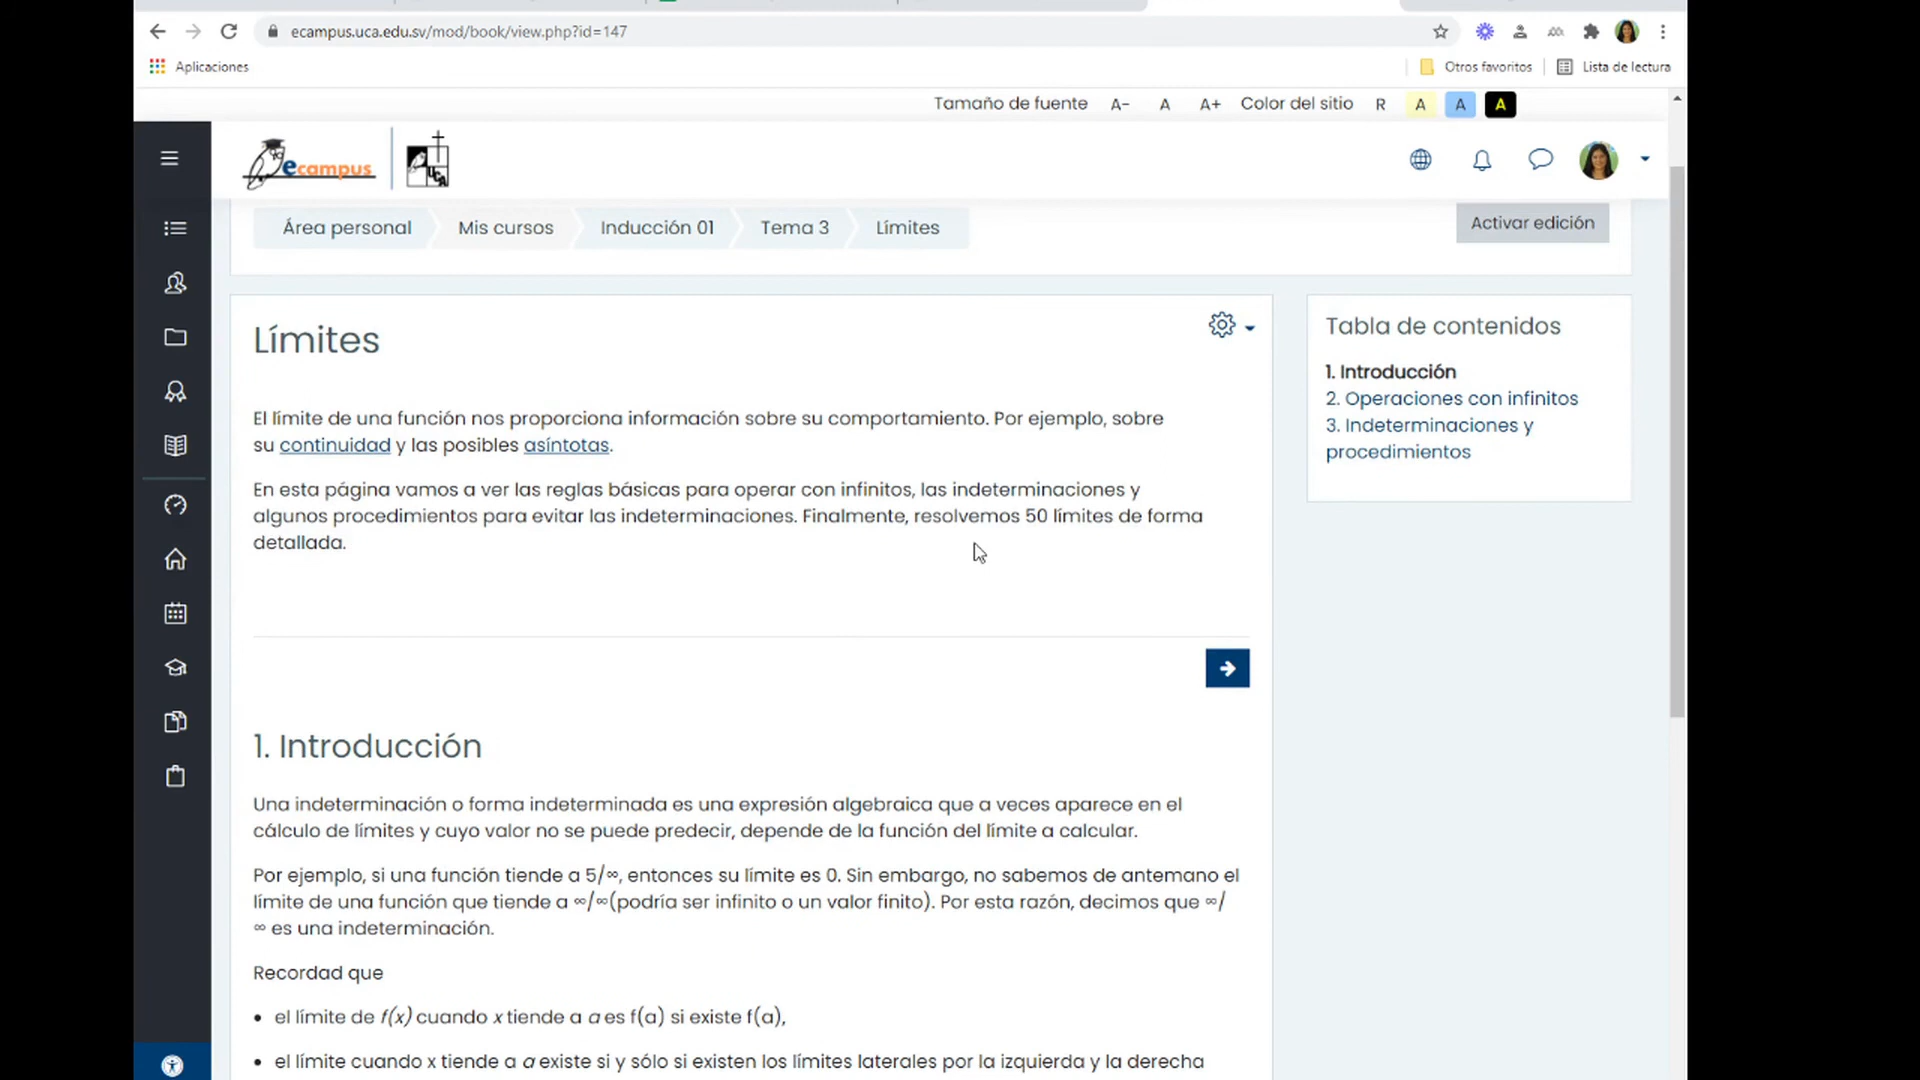 ecampus.uca.edu.sv/mod/book/view.php?id=147
Aplicaciones
Otros favoritos
Lista de lectura
Tamaño de fuente A- A A+ Color del sitio R A A A
ecampus
UCA
Área personal
Mis cursos
Inducción 01
Tema 3
Límites
Activar edición
Límites
El límite de una función nos proporciona información sobre su comportamiento. Por ejemplo, sobre
su continuidad y las posibles asíntotas.
En esta página vamos a ver las reglas básicas para operar con infinitos, las indeterminaciones y
algunos procedimientos para evitar las indeterminaciones. Finalmente, resolvemos 50 límites de forma
detallada.
Tabla de contenidos
1. Introducción
2. Operaciones con infinitos
3. Indeterminaciones y
procedimientos
1. Introducción
Una indeterminación o forma indeterminada es una expresión algebraica que a veces aparece en el
cálculo de límites y cuyo valor no se puede predecir, depende de la función del límite a calcular.
Por ejemplo, si una función tiende a 5/∞, entonces su límite es 0. Sin embargo, no sabemos de antemano el
límite de una función que tiende a ∞/∞(podría ser infinito o un valor finito). Por esta razón, decimos que ∞/
∞ es una indeterminación.
Recordad que
• el límite de f(x) cuando x tiende a a es f(a) si existe f(a),
• el límite cuando x tiende a a existe si y sólo si existen los límites laterales por la izquierda y la derecha